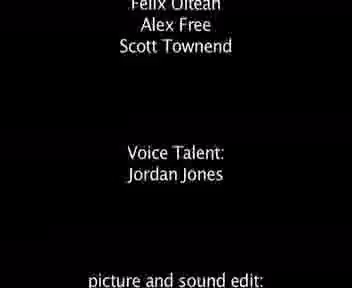 Felix Oltean
Alex Free
Scott Townend
Voice Talent:
Jordan Jones
picture and sound edit: